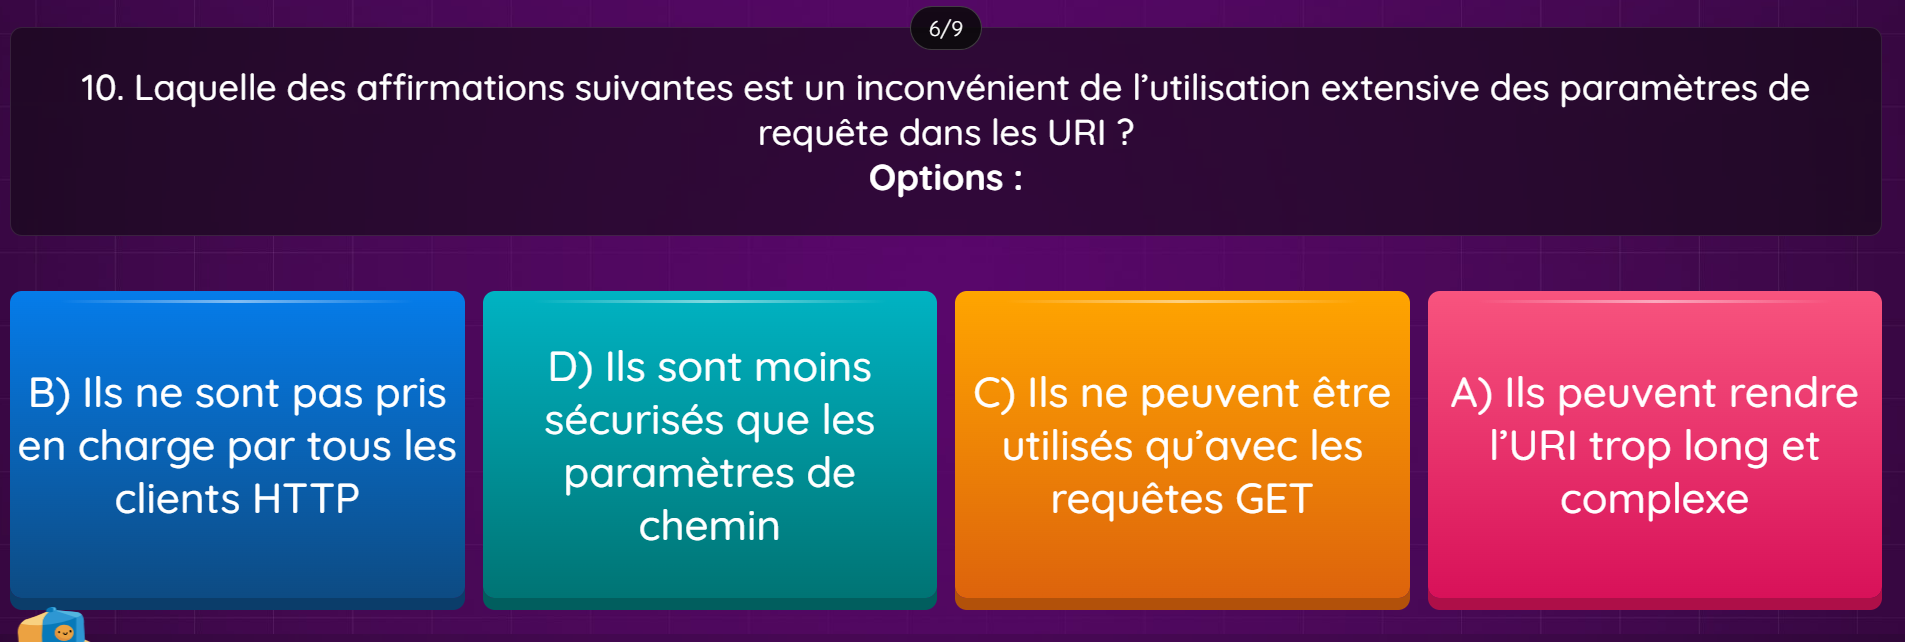 6/9
10. Laquelle des affirmations suivantes est un inconvénient de l’utilisation extensive des paramètres de
requête dans les URI ?
Options :
B) Ils ne sont pas pris
en charge par tous les
clients HTTP
D) Ils sont moins
sécurisés que les
paramètres de
chemin
C) Ils ne peuvent être
utilisés qu’avec les
requêtes GET
A) Ils peuvent rendre
l’URI trop long et
complexe